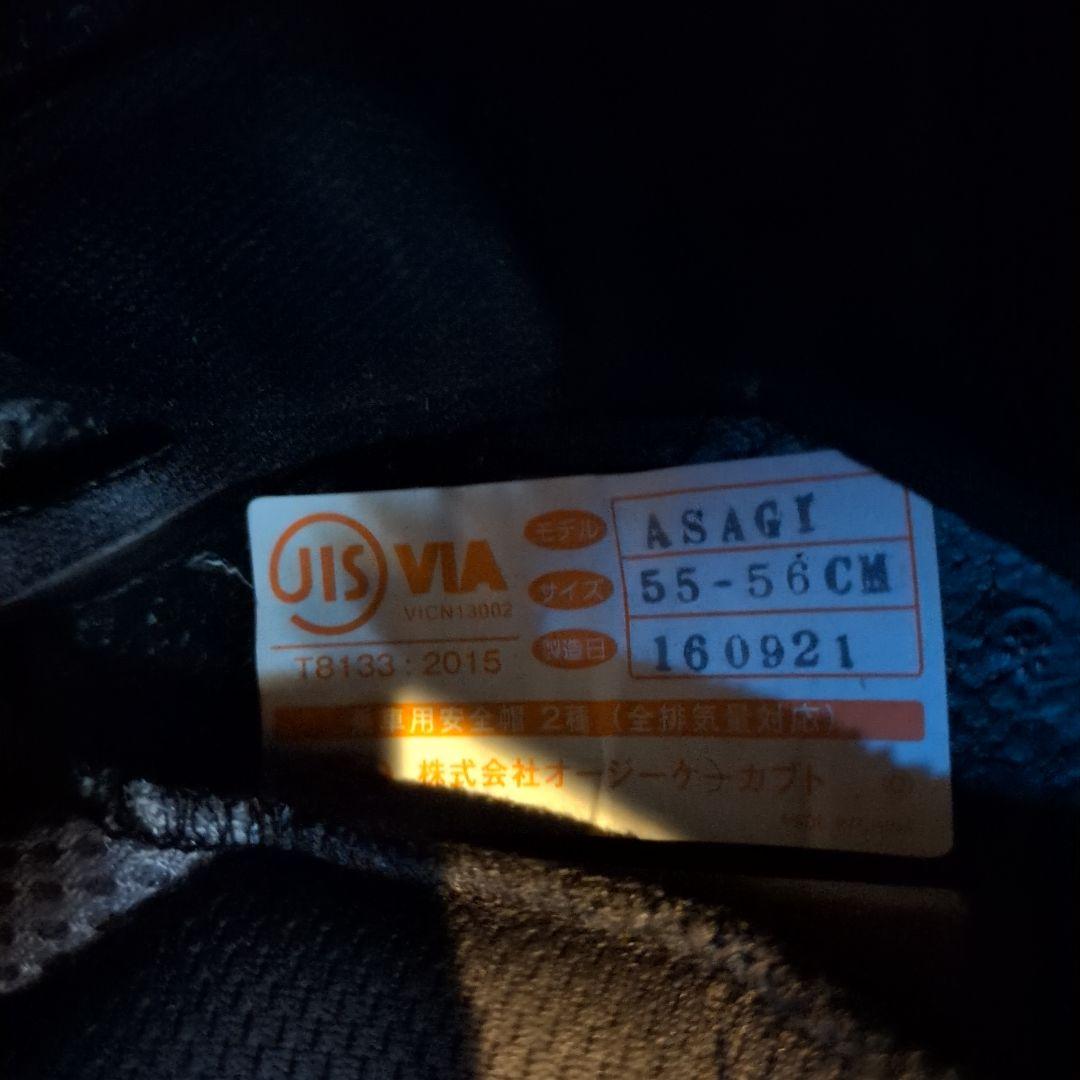 JIS VIA
VICN13002
T8133:2015
モデル ASAGI
サイズ 55-56CM
製造日 160921
車用安全帽 2種(全排気量対応)
株式会社オージーケーカブト